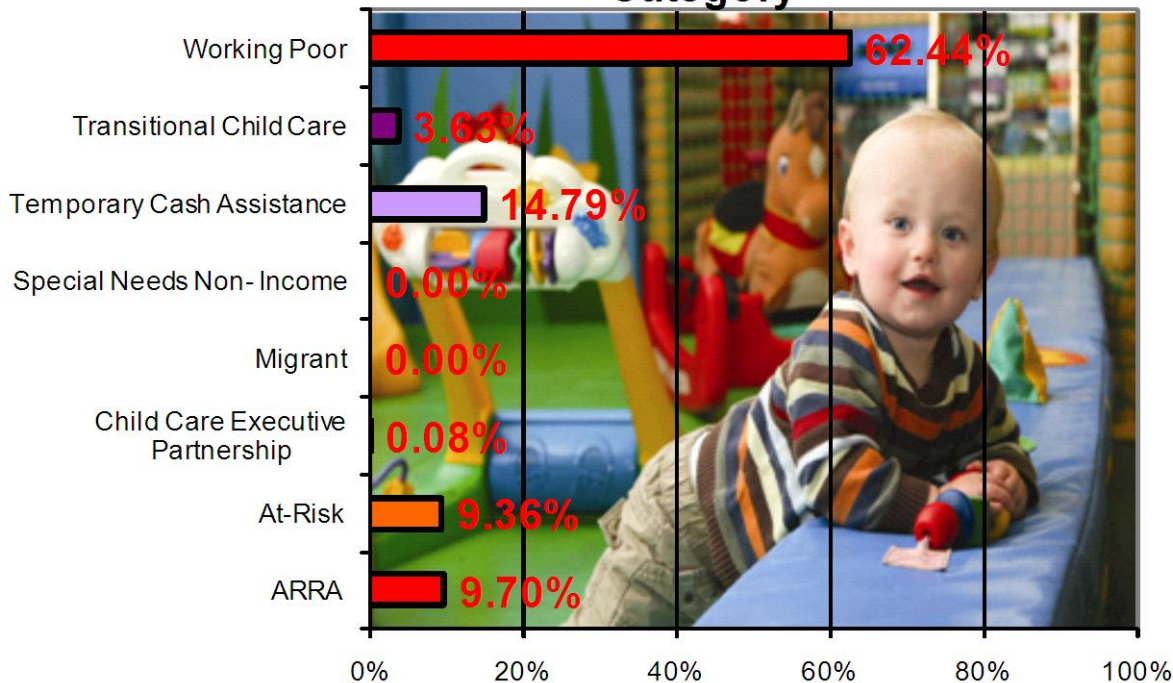 Category
Working Poor
62.44%
Transitional Child Care
3.63%
Temporary Cash Assistance
14.79%
Special Needs Non- Income
0.00%
Migrant
0.00%
Child Care Executive
Partnership
0.08%
At-Risk
9.36%
ARRA
9.70%
0% 20% 40% 60% 80% 100%